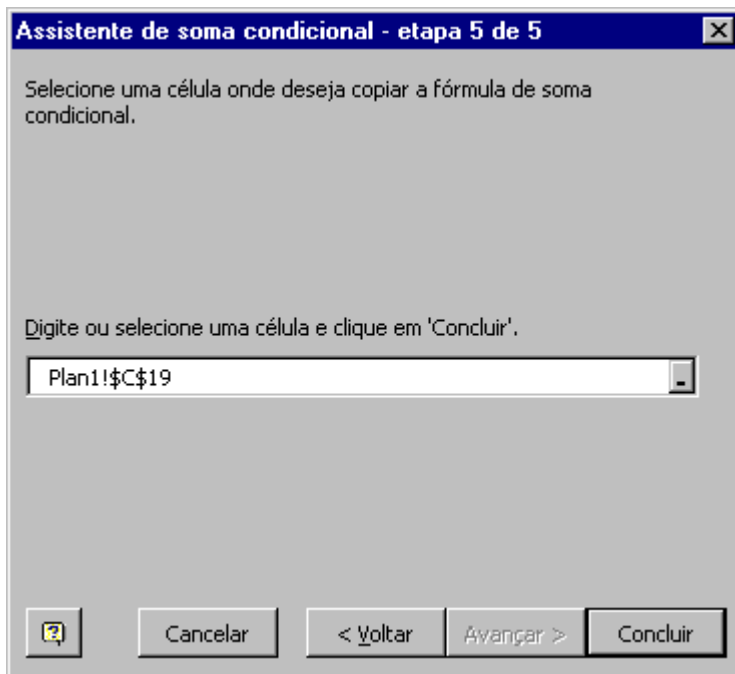 Assistente de soma condicional - etapa 5 de 5
Selecione uma célula onde deseja copiar a fórmula de soma
condicional.
Digite ou selecione uma célula e clique em 'Concluir'.
Plan1!$C$19
Cancelar < Voltar Avançar > Concluir